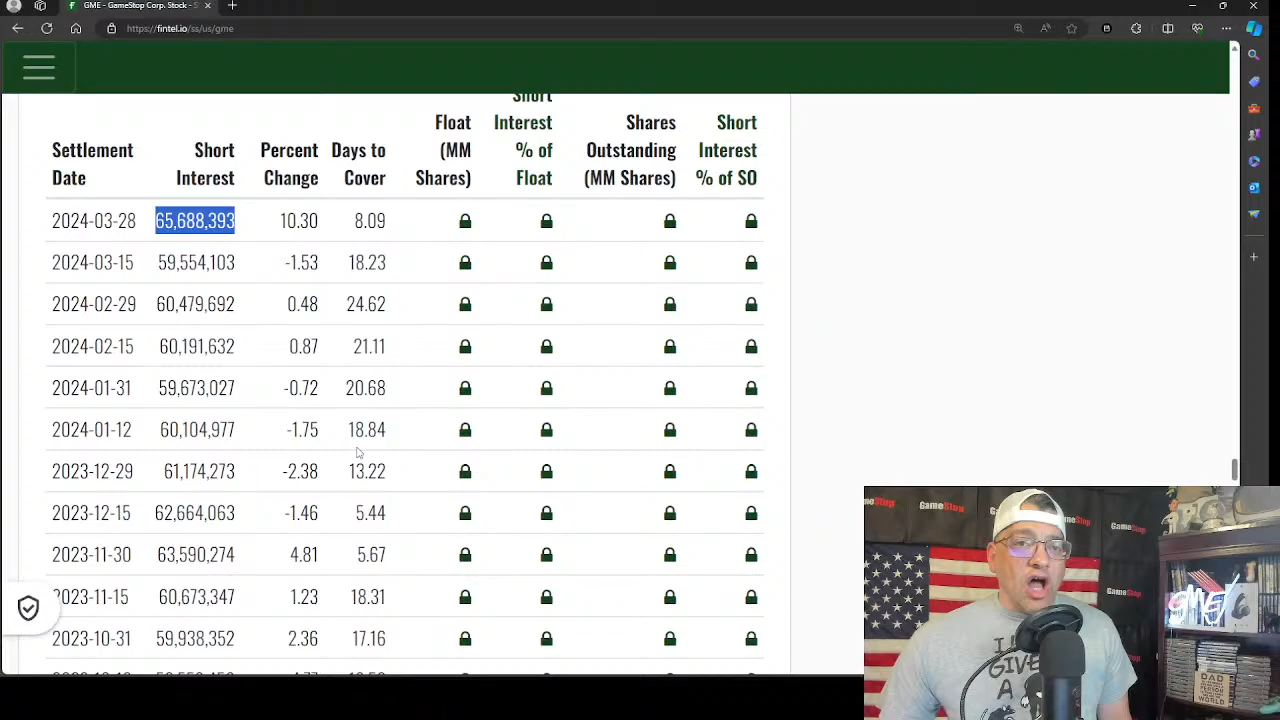 GME - GameStop Corp. Stock - S
https://fintel.io/ss/us/gme
Settlement Date
Short Interest
Percent Change
Days to Cover
Float (MM Shares)
Short Interest % of Float
Shares Outstanding (MM Shares)
Short Interest % of SO
2024-03-28 65,688,393 10.30 8.09
2024-03-15 59,554,103 -1.53 18.23
2024-02-29 60,479,692 0.48 24.62
2024-02-15 60,191,632 0.87 21.11
2024-01-31 59,673,027 -0.72 20.68
2024-01-12 60,104,977 -1.75 18.84
2023-12-29 61,174,273 -2.38 13.22
2023-12-15 62,664,063 -1.46 5.44
2023-11-30 63,590,274 4.81 5.67
2023-11-15 60,673,347 1.23 18.31
2023-10-31 59,938,352 2.36 17.16
GameStop
GameStop
GameStop
GME!
I
GIVE
A
DAD
WORLD